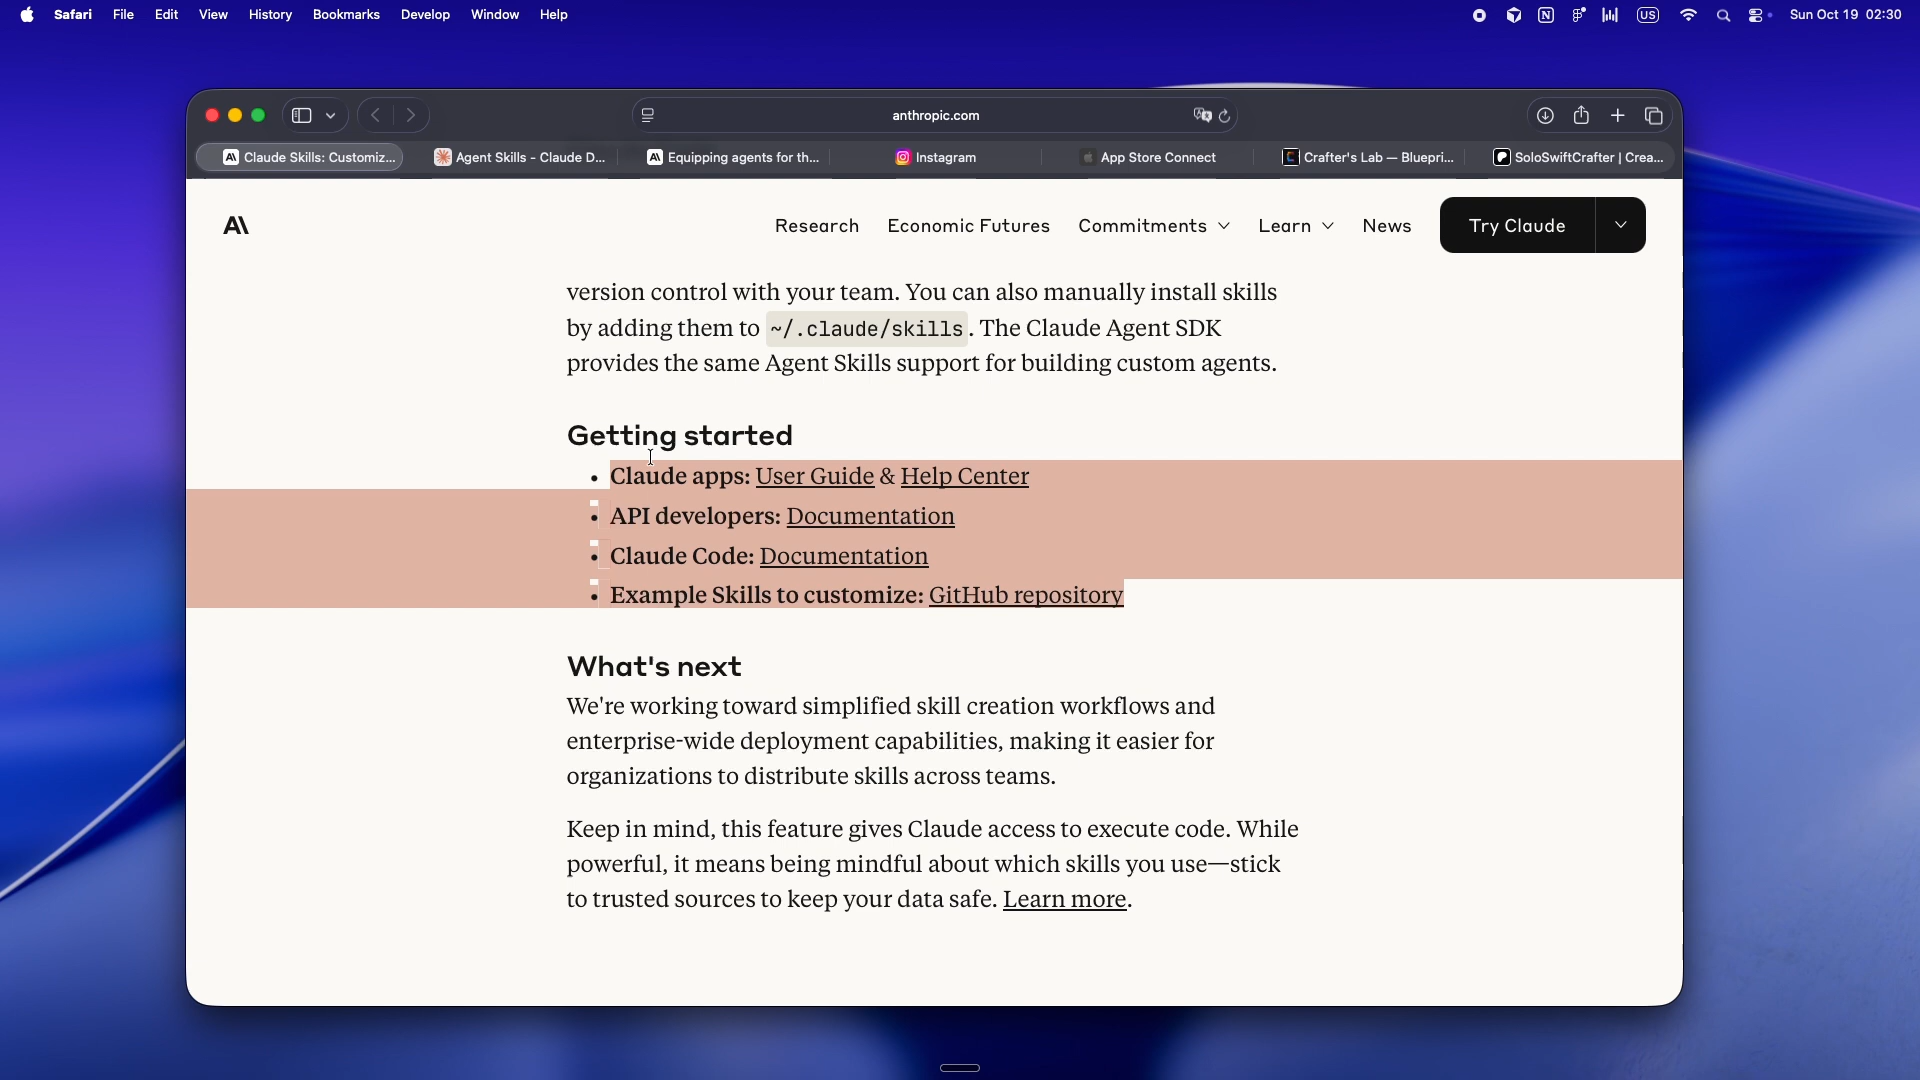 Safari File Edit View History Bookmarks Develop Window Help
N US Sun Oct 19 02:30
anthropic.com
Claude Skills: Customiz... Agent Skills - Claude D... Equipping agents for th... Instagram App Store Connect Crafter's Lab — Bluepri... SoloSwiftCrafter | Crea...
Research Economic Futures Commitments Learn News Try Claude
version control with your team. You can also manually install skills
by adding them to ~/.claude/skills. The Claude Agent SDK
provides the same Agent Skills support for building custom agents.
Getting started
• Claude apps: User Guide & Help Center
• API developers: Documentation
• Claude Code: Documentation
• Example Skills to customize: GitHub repository
What's next
We're working toward simplified skill creation workflows and
enterprise-wide deployment capabilities, making it easier for
organizations to distribute skills across teams.
Keep in mind, this feature gives Claude access to execute code. While
powerful, it means being mindful about which skills you use—stick
to trusted sources to keep your data safe. Learn more.